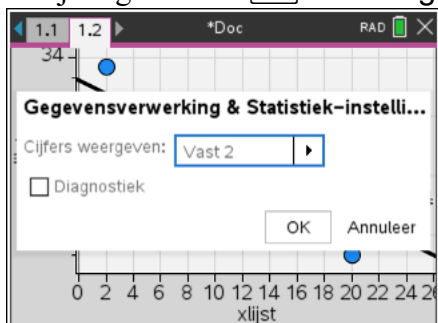 1.1 1.2 *Doc RAD
34
Gegevensverwerking & Statistiek-instelli...
Cijfers weergeven: Vast 2
Diagnostiek
OK Annuleer
0 2 4 6 8 10 12 14 16 18 20 22 24
xlijst